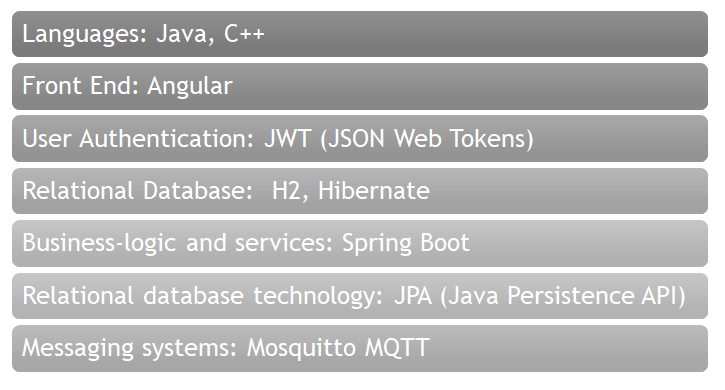 Languages: Java, C++
Front End: Angular
User Authentication: JWT (JSON Web Tokens)
Relational Database:  H2, Hibernate
Business-logic and services: Spring Boot
Relational database technology: JPA (Java Persistence API)
Messaging systems: Mosquitto MQTT